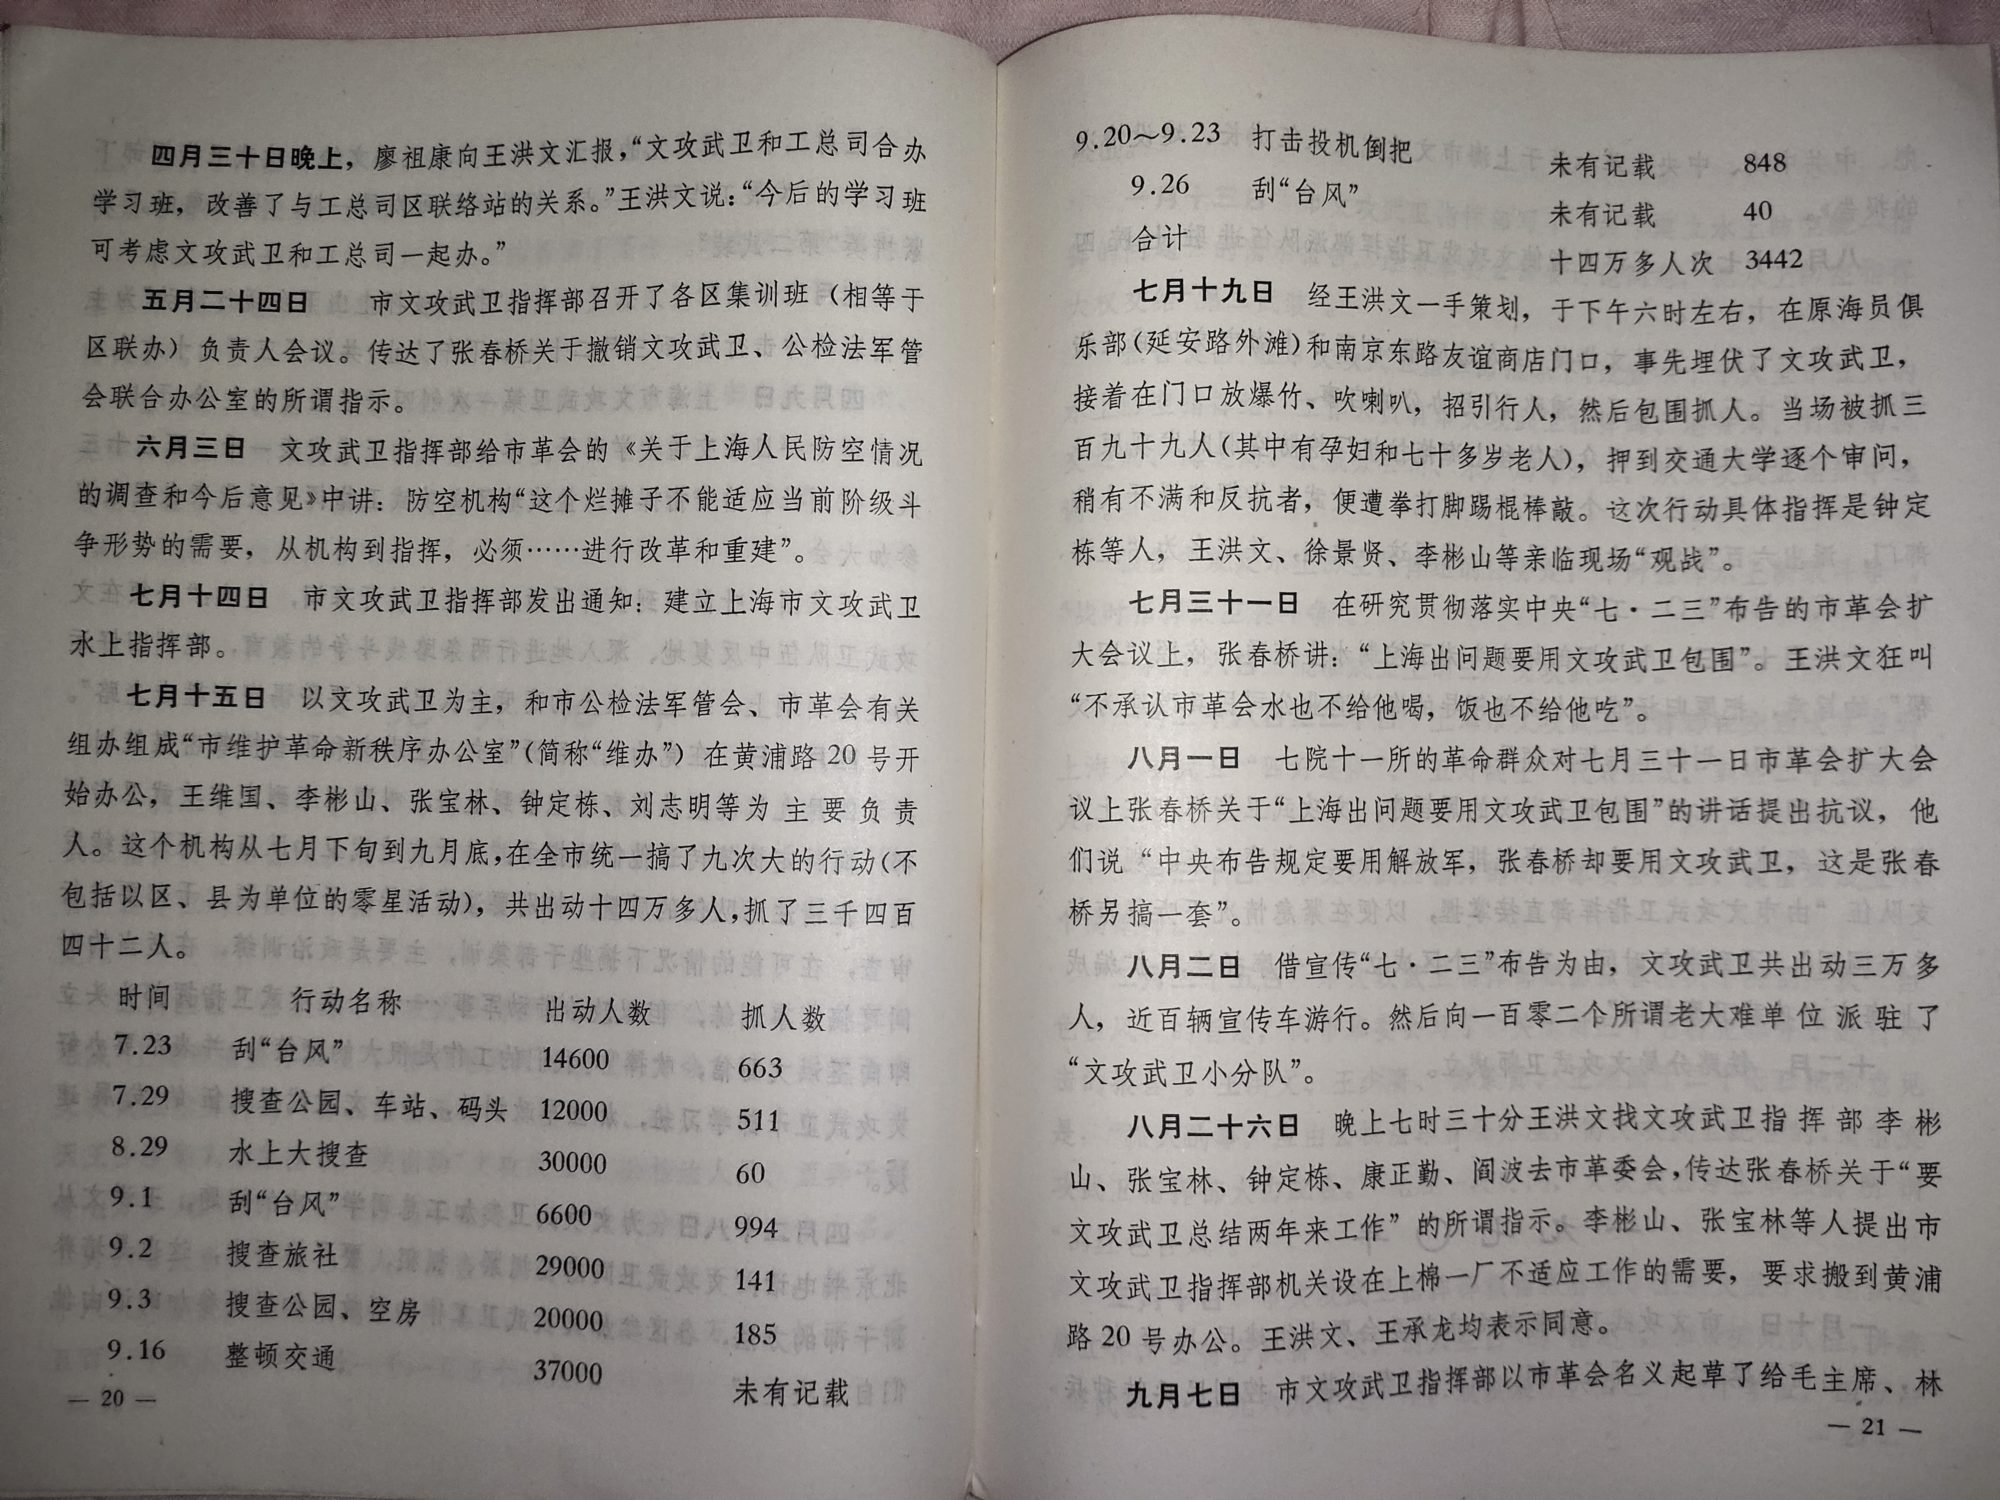 四月三十日晚上，廖祖康向王洪文汇报，“文攻武卫和工总司合办
学习班，改善了与工总司区联络站的关系。”王洪文说：“今后的学习班
可考虑文攻武卫和工总司一起办。”
五月二十四日　市文攻武卫指挥部召开了各区集训班（相等于
区联办）负责人会议。传达了张春桥关于撤销文攻武卫、公检法军管
会联合办公室的所谓指示。
六月三日　文攻武卫指挥部给市革会的《关于上海人民防空情况
的调查和今后意见》中讲：防空机构“这个烂摊子不能适应当前阶级斗
争形势的需要，从机构到指挥，必须……进行改革和重建”。
七月十四日　市文攻武卫指挥部发出通知：建立上海市文攻武卫
水上指挥部。
七月十五日　以文攻武卫为主，和市公检法军管会、市革会有关
组办组成“市维护革命新秩序办公室”（简称“维办”）在黄浦路20号开
始办公，王维国、李彬山、张宝林、钟定栋、刘志明等为主要负责
人。这个机构从七月下旬到九月底，在全市统一搞了九次大的行动（不
包括以区、县为单位的零星活动），共出动十四万多人，抓了三千四百
四十二人。
时间　行动名称　出动人数　抓人数
7.23　刮“台风”　14600　663
7.29　搜查公园、车站、码头　12000　511
8.29　水上大搜查　30000　60
9.1　刮“台风”　6600　994
9.2　搜查旅社　29000　141
9.3　搜查公园、空房　20000　185
9.16　整顿交通　37000　未有记载
— 20 —
9.20～9.23　打击投机倒把　未有记载　848
9.26　刮“台风”　未有记载　40
合计　十四万多人次　3442
七月十九日　经王洪文一手策划，于下午六时左右，在原海员俱
乐部（延安路外滩）和南京东路友谊商店门口，事先埋伏了文攻武卫，
接着在门口放爆竹、吹喇叭，招引行人，然后包围抓人。当场被抓三
百九十九人（其中有孕妇和七十多岁老人），押到交通大学逐个审问，
稍有不满和反抗者，便遭拳打脚踢棍棒敲。这次行动具体指挥是钟定
栋等人，王洪文、徐景贤、李彬山等亲临现场“观战”。
七月三十一日　在研究贯彻落实中央“七·二三”布告的市革会扩
大会议上，张春桥讲：“上海出问题要用文攻武卫包围”。王洪文狂叫
“不承认市革会水也不给他喝，饭也不给他吃”。
八月一日　七院十一所的革命群众对七月三十一日市革会扩大会
议上张春桥关于“上海出问题要用文攻武卫包围”的讲话提出抗议，他
们说“中央布告规定要用解放军，张春桥却要用文攻武卫，这是张春
桥另搞一套”。
八月二日　借宣传“七·二三”布告为由，文攻武卫共出动三万多
人，近百辆宣传车游行。然后向一百零二个所谓老大难单位派驻了
“文攻武卫小分队”。
八月二十六日　晚上七时三十分王洪文找文攻武卫指挥部李彬
山、张宝林、钟定栋、康正勤、阎波去市革委会，传达张春桥关于“要
文攻武卫总结两年来工作”的所谓指示。李彬山、张宝林等人提出市
文攻武卫指挥部机关设在上棉一厂不适应工作的需要，要求搬到黄浦
路20号办公。王洪文、王承龙均表示同意。
九月七日　市文攻武卫指挥部以市革会名义起草了给毛主席、林
— 21 —